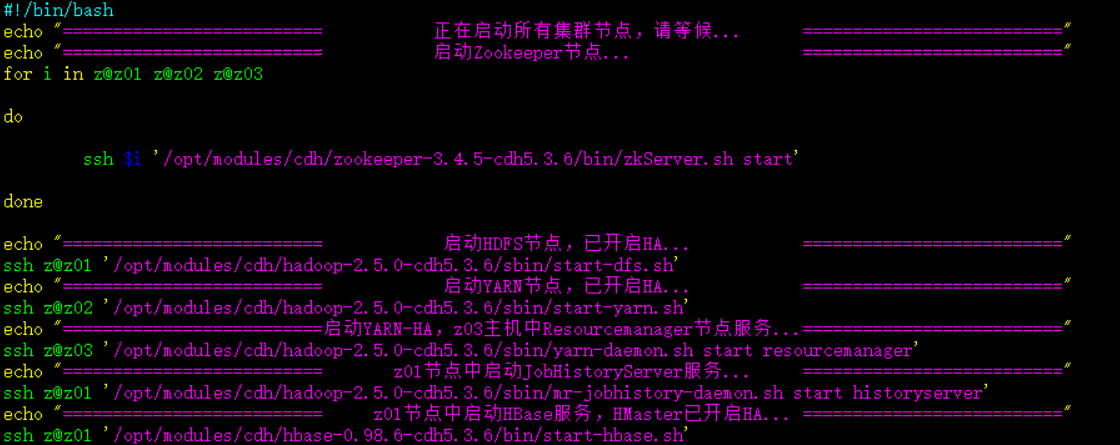 #!/bin/bash
echo "========================== 正在启动所有集群节点，请等候... =========================="
echo "========================== 启动Zookeeper节点... =========================="
for i in z@z01 z@z02 z@z03
do
ssh $i '/opt/modules/cdh/zookeeper-3.4.5-cdh5.3.6/bin/zkServer.sh start'
done
echo "========================== 启动HDFS节点，已开启HA... =========================="
ssh z@z01 '/opt/modules/cdh/hadoop-2.5.0-cdh5.3.6/sbin/start-dfs.sh'
echo "========================== 启动YARN节点，已开启HA... =========================="
ssh z@z02 '/opt/modules/cdh/hadoop-2.5.0-cdh5.3.6/sbin/start-yarn.sh'
echo "==========================启动YARN-HA，z03主机中Resourcemanager节点服务...=========================="
ssh z@z03 '/opt/modules/cdh/hadoop-2.5.0-cdh5.3.6/sbin/yarn-daemon.sh start resourcemanager'
echo "========================== z01节点中启动JobHistoryServer服务... =========================="
ssh z@z01 '/opt/modules/cdh/hadoop-2.5.0-cdh5.3.6/sbin/mr-jobhistory-daemon.sh start historyserver'
echo "========================== z01节点中启动HBase服务，HMaster已开启HA... =========================="
ssh z@z01 '/opt/modules/cdh/hbase-0.98.6-cdh5.3.6/bin/start-hbase.sh'